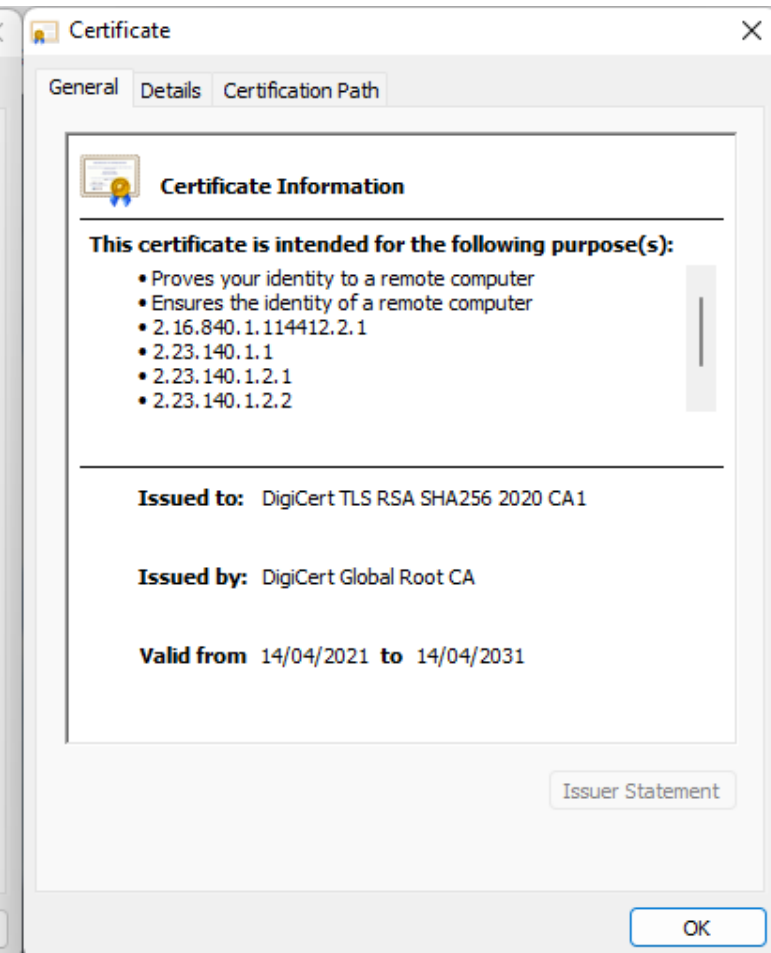 Certificate
General Details Certification Path
Certificate Information
This certificate is intended for the following purpose(s):
• Proves your identity to a remote computer
• Ensures the identity of a remote computer
• 2.16.840.1.114412.2.1
• 2.23.140.1.1
• 2.23.140.1.2.1
• 2.23.140.1.2.2
Issued to: DigiCert TLS RSA SHA256 2020 CA1
Issued by: DigiCert Global Root CA
Valid from 14/04/2021 to 14/04/2031
Issuer Statement
OK